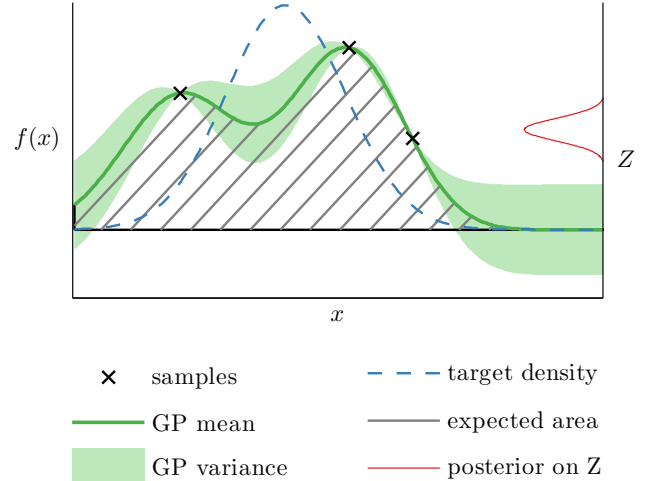 f(x)
Z
x
samples
target density
GP mean
expected area
GP variance
posterior on Z